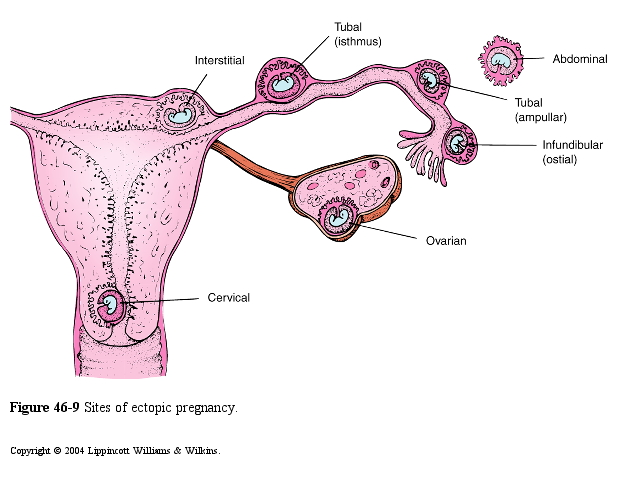 Tubal
(isthmus)
Interstitial
Abdominal
Tubal
(ampullar)
Infundibular
(ostial)
Ovarian
Cervical
Figure 46-9 Sites of ectopic pregnancy.
Copyright © 2004 Lippincott Williams & Wilkins.